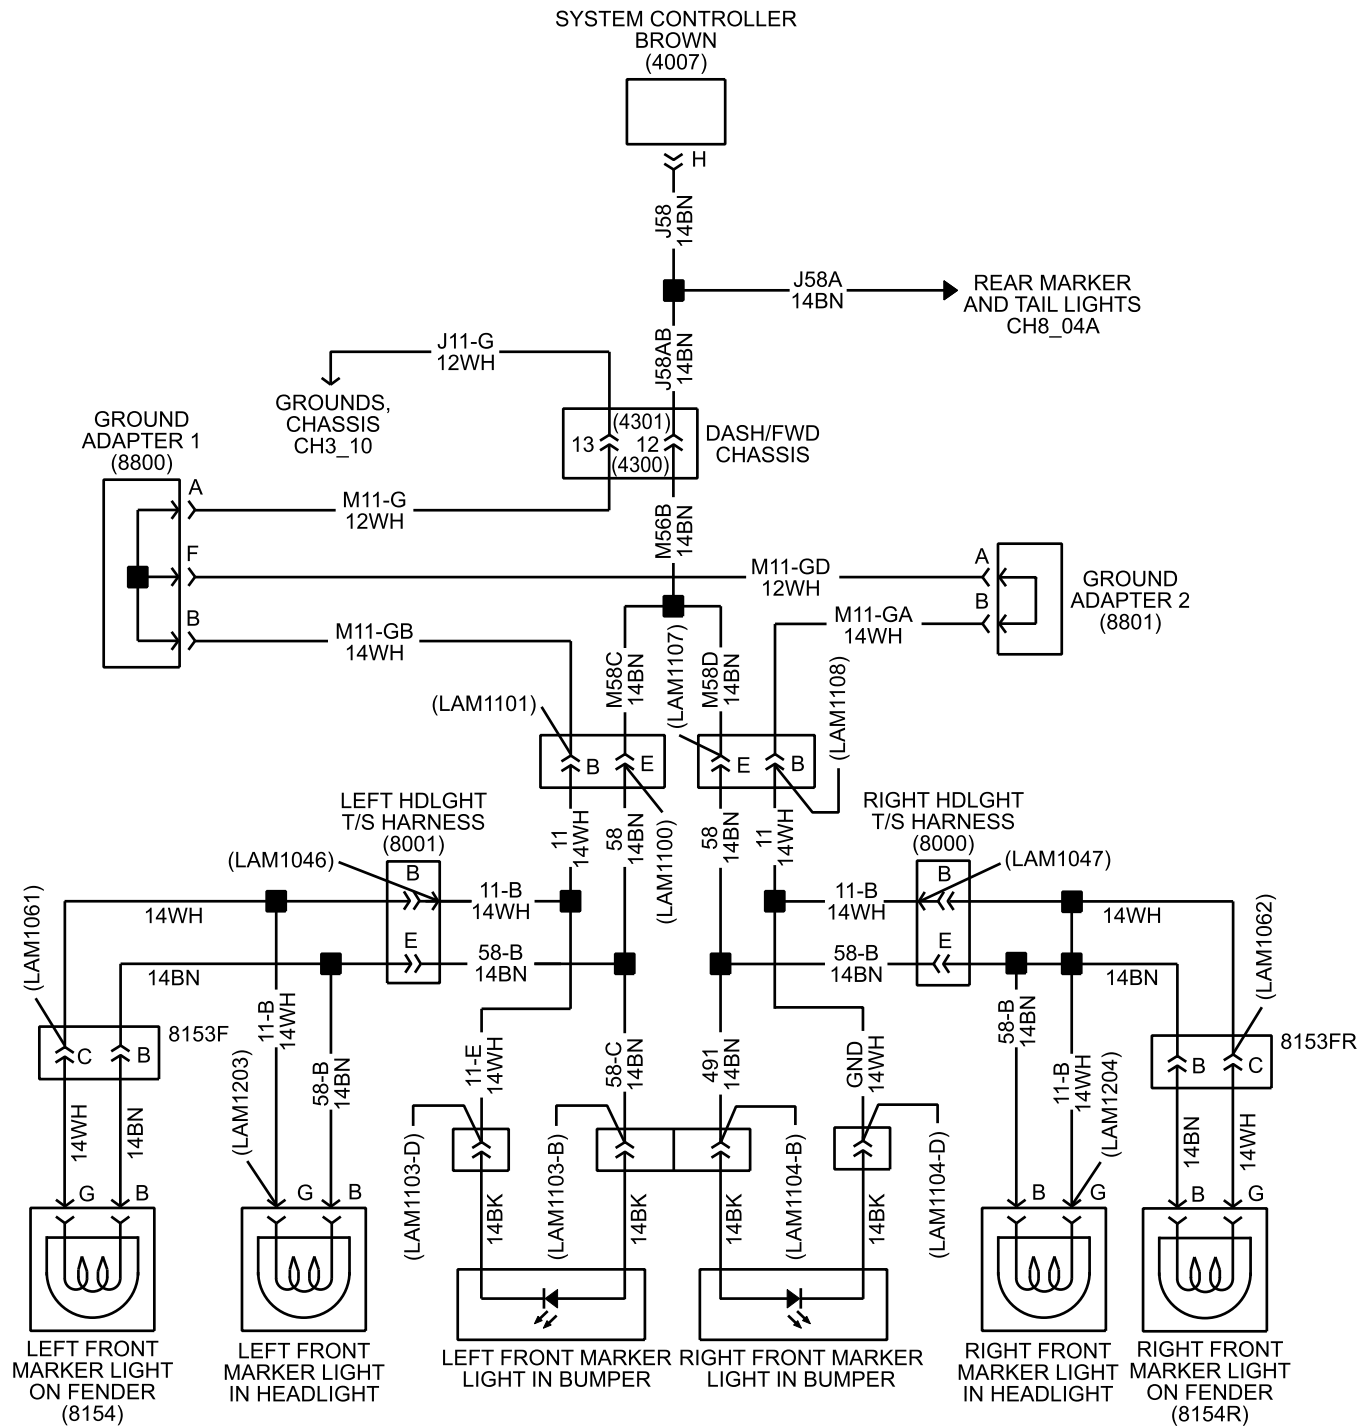 SYSTEM CONTROLLER
BROWN
(4007)
H
J58
14BN
J58A
14BN
REAR MARKER
AND TAIL LIGHTS
CH8_04A
J11-G
12WH
J58AB
14BN
GROUNDS,
CHASSIS
CH3_10
GROUND
ADAPTER 1
(8800)
(4301)
13
12
(4300)
DASH/FWD
CHASSIS
A
M11-G
12WH
M56B
14BN
F
M11-GD
12WH
A
B
GROUND
ADAPTER 2
(8801)
B
M11-GB
14WH
M11-GA
14WH
M58C
14BN
(LAM1107)
M58D
14BN
(LAM1108)
(LAM1101)
B
E
E
B
LEFT HDLGHT
T/S HARNESS
(8001)
11
14WH
58
14BN
(LAM1100)
58
14BN
11
14WH
RIGHT HDLGHT
T/S HARNESS
(8000)
(LAM1046)
(LAM1047)
B
B
(LAM1061)
14WH
11-B
14WH
11-B
14WH
14WH
(LAM1062)
E
E
14BN
58-B
14BN
58-B
14BN
14BN
8153F
C
B
11-B
14WH
58-B
14BN
11-E
14WH
58-C
14BN
491
14BN
GND
14WH
58-B
14BN
11-B
14WH
8153FR
B
C
14WH
14BN
(LAM1203)
(LAM1103-D)
(LAM1103-B)
(LAM1104-B)
(LAM1104-D)
(LAM1204)
14BN
14WH
14BK
14BK
14BK
14BK
G
B
G
B
B
G
B
G
LEFT FRONT
MARKER LIGHT
ON FENDER
(8154)
LEFT FRONT
MARKER LIGHT
IN HEADLIGHT
LEFT FRONT MARKER
LIGHT IN BUMPER
RIGHT FRONT MARKER
LIGHT IN BUMPER
RIGHT FRONT
MARKER LIGHT
IN HEADLIGHT
RIGHT FRONT
MARKER LIGHT
ON FENDER
(8154R)